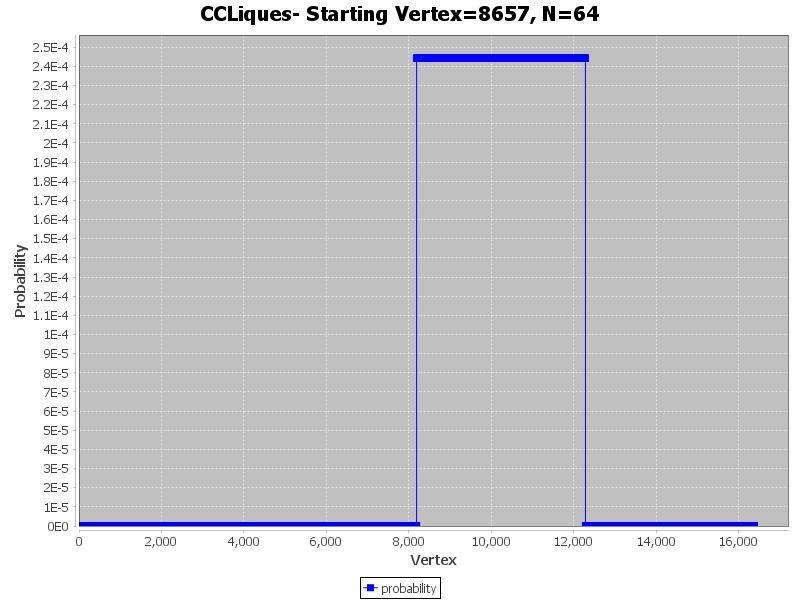 CCLiques- Starting Vertex=8657, N=64
2.5E-4
2.4E-4
2.3E-4
2.2E-4
2.1E-4
2E-4
1.9E-4
1.8E-4
1.7E-4
1.6E-4
1.5E-4
1.4E-4
1.3E-4
1.2E-4
1.1E-4
1E-4
9E-5
8E-5
7E-5
6E-5
5E-5
4E-5
3E-5
2E-5
1E-5
0E0
Probability
0 2,000 4,000 6,000 8,000 10,000 12,000 14,000 16,000
Vertex
probability